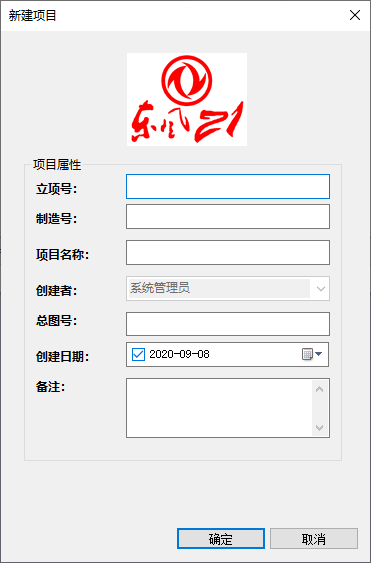 新建项目
东风21
项目属性
立项号：
制造号：
项目名称：
创建者：
系统管理员
总图号：
创建日期：
2020-09-08
备注：
确定
取消